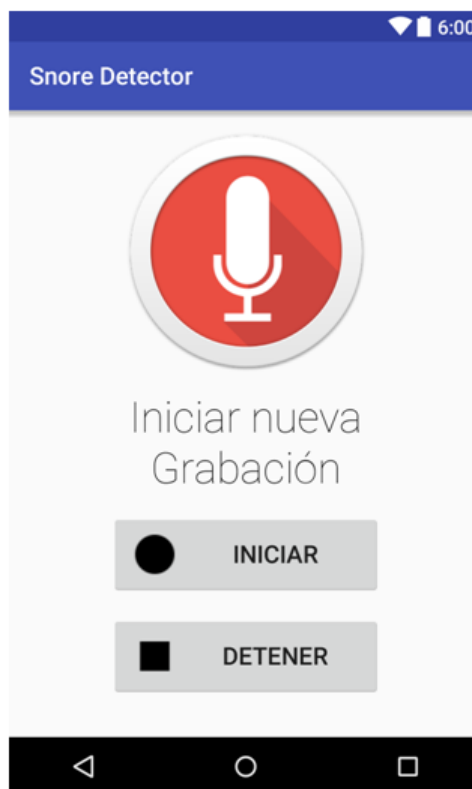 6:00
Snore Detector
Iniciar nueva
Grabación
INICIAR
DETENER